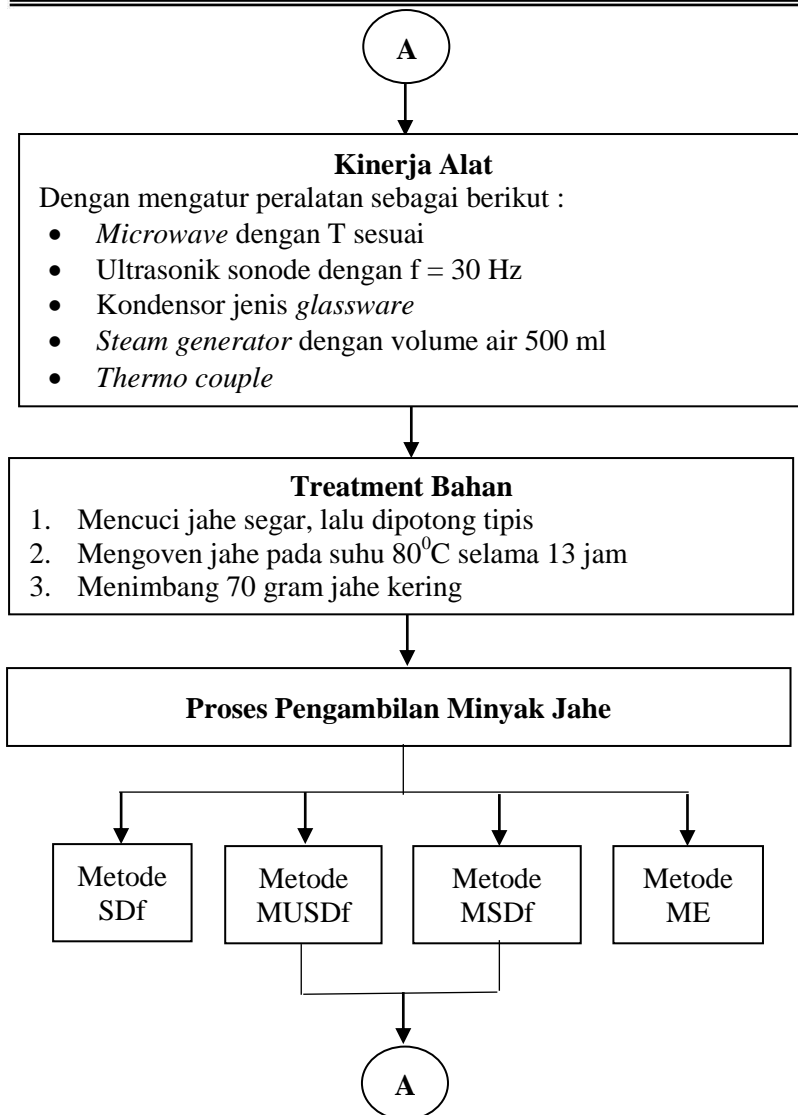 A
Kinerja Alat
Dengan mengatur peralatan sebagai berikut :
• Microwave dengan T sesuai
• Ultrasonik sonode dengan f = 30 Hz
• Kondensor jenis glassware
• Steam generator dengan volume air 500 ml
• Thermo couple
Treatment Bahan
1. Mencuci jahe segar, lalu dipotong tipis
2. Mengoven jahe pada suhu 80⁰C selama 13 jam
3. Menimbang 70 gram jahe kering
Proses Pengambilan Minyak Jahe
Metode
SDf
Metode
MUSDf
Metode
MSDf
Metode
ME
A